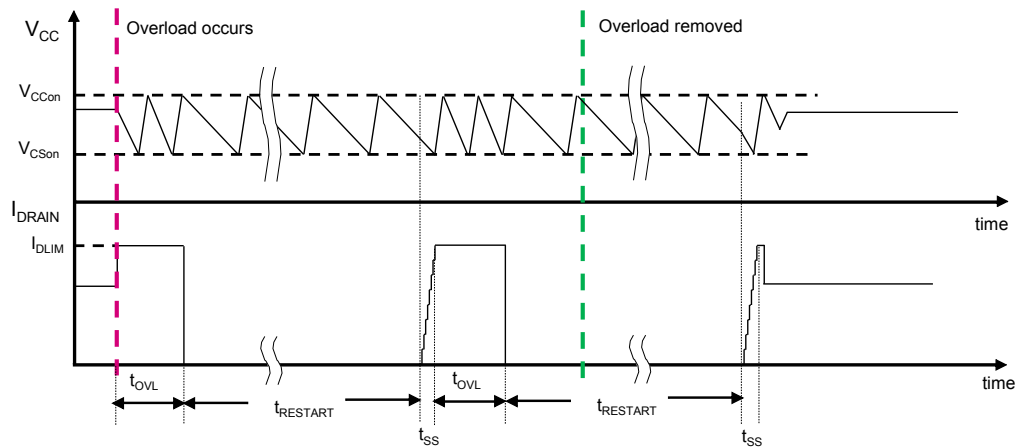 V_CC
Overload occurs
Overload removed
V_CCon
V_CSon
I_DRAIN
time
I_DLIM
time
t_OVL
t_OVL
t_RESTART
t_RESTART
t_SS
t_SS